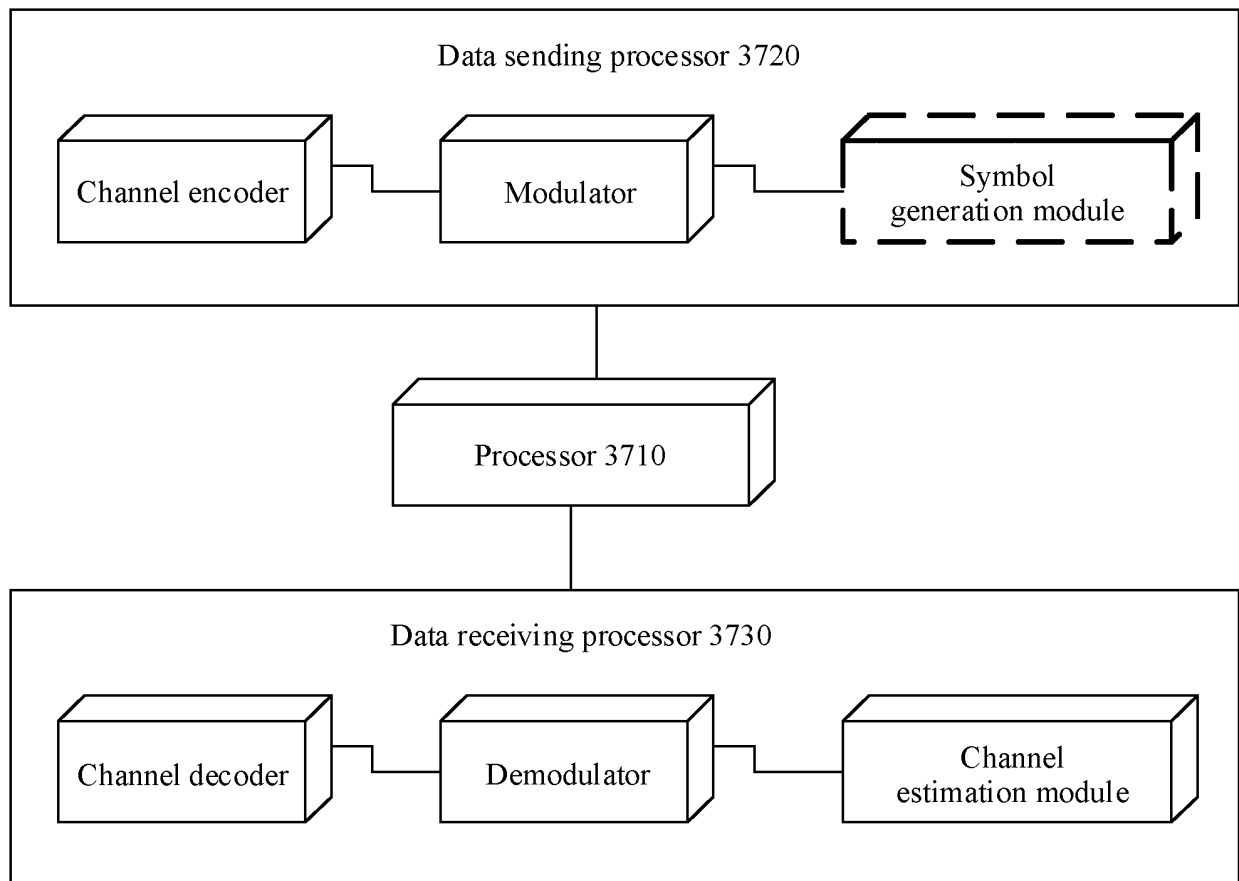 Data sending processor 3720
Channel encoder
Modulator
Symbol
generation module
Processor 3710
Data receiving processor 3730
Channel decoder
Demodulator
Channel
estimation module